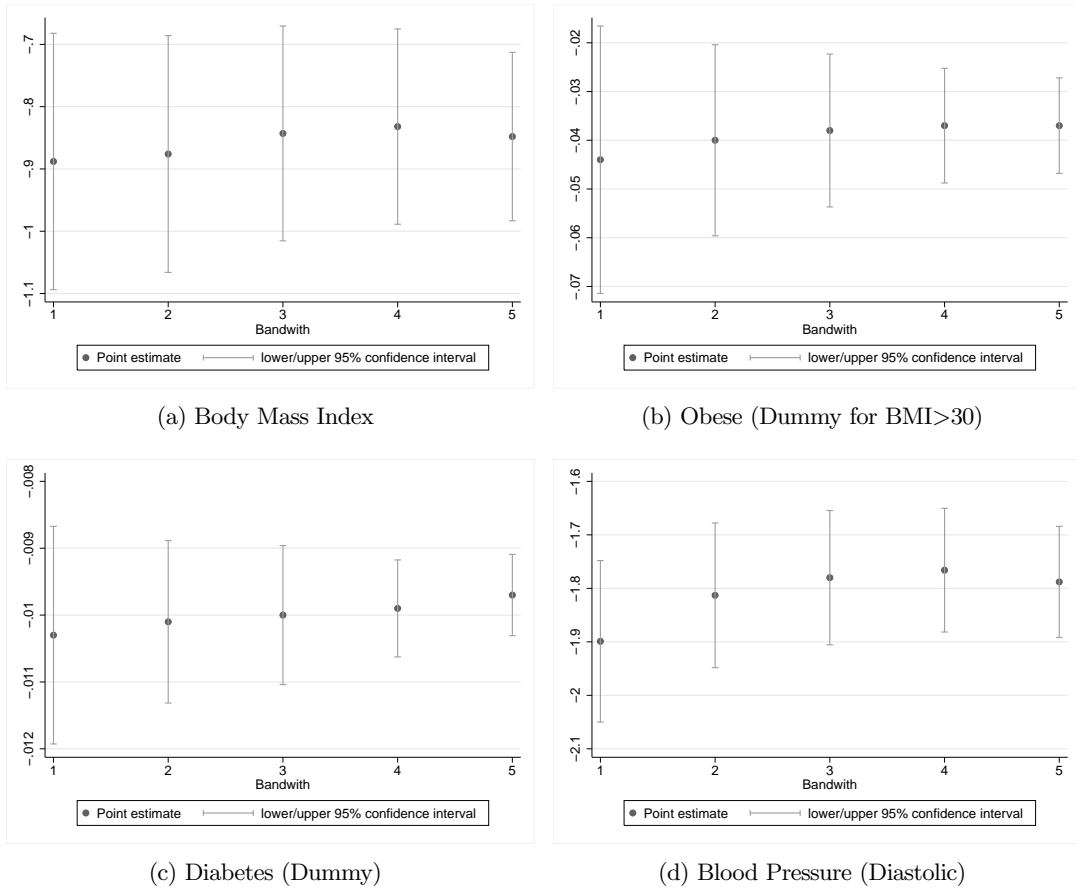 -.7
-.8
-.9
-1
-1.1
1 2 3 4 5
Bandwith
Point estimate lower/upper 95% confidence interval
(a) Body Mass Index
-.02
-.03
-.04
-.05
-.06
-.07
1 2 3 4 5
Bandwith
Point estimate lower/upper 95% confidence interval
(b) Obese (Dummy for BMI>30)
-.008
-.009
-.01
-.011
-.012
1 2 3 4 5
Bandwith
Point estimate lower/upper 95% confidence interval
(c) Diabetes (Dummy)
-1.6
-1.7
-1.8
-1.9
-2
-2.1
1 2 3 4 5
Bandwith
Point estimate lower/upper 95% confidence interval
(d) Blood Pressure (Diastolic)